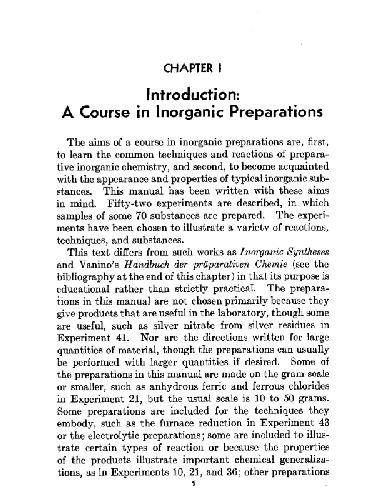 CHAPTER I
Introduction:
A Course in Inorganic Preparations
The aims of a course in inorganic preparations are, first,
to learn the common techniques and reactions of prepara-
tive inorganic chemistry, and second, to become acquainted
with the appearance and properties of typical inorganic sub-
stances. This manual has been written with these aims
in mind. Fifty-two experiments are described, in which
samples of some 70 substances are prepared. The experi-
ments have been chosen to illustrate a variety of reactions,
techniques, and substances.
This text differs from such works as Inorganic Syntheses
and Vanino's Handbuch der präparativen Chemie (see the
bibliography at the end of this chapter) in that its purpose is
educational rather than strictly practical. The prepara-
tions in this manual are not chosen primarily because they
give products that are useful in the laboratory, though some
are useful, such as silver nitrate from silver residues in
Experiment 41. Nor are the directions written for large
quantities of material, though the preparations can usually
be performed with larger quantities if desired. Some of
the preparations in this manual are made on the gram scale
or smaller, such as anhydrous ferric and ferrous chlorides
in Experiment 21, but the usual scale is 10 to 50 grams.
Some preparations are included for the techniques they
embody, such as the furnace reduction in Experiment 43
or the electrolytic preparations; some are included to illus-
trate certain types of reaction or because the properties
of the products illustrate important chemical generaliza-
tions, as in Experiments 10, 21, and 36; other preparations
1